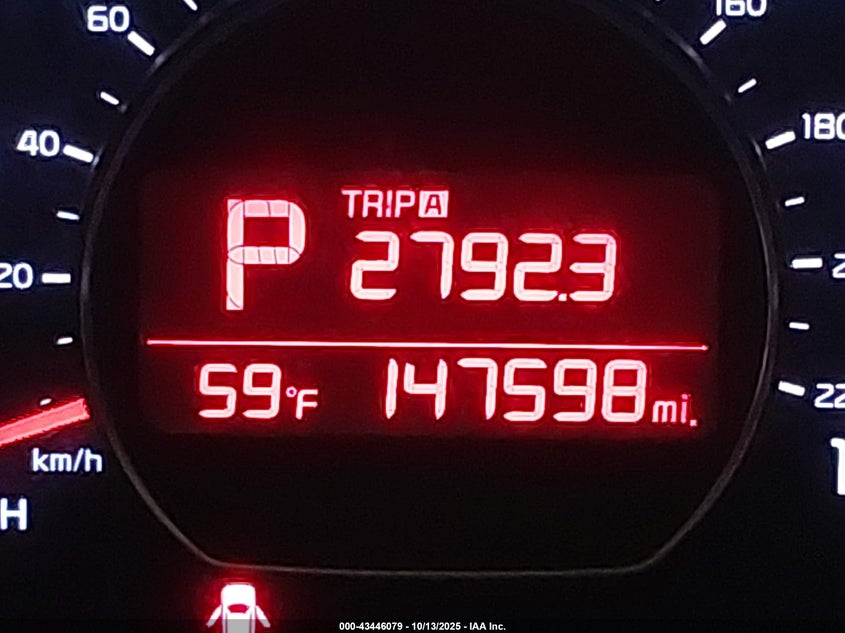 60
160
40
180
TRIP A
P
2792.3
20
59°F 147598 mi.
km/h
000-43446079 - 10/13/2025 - IAA Inc.